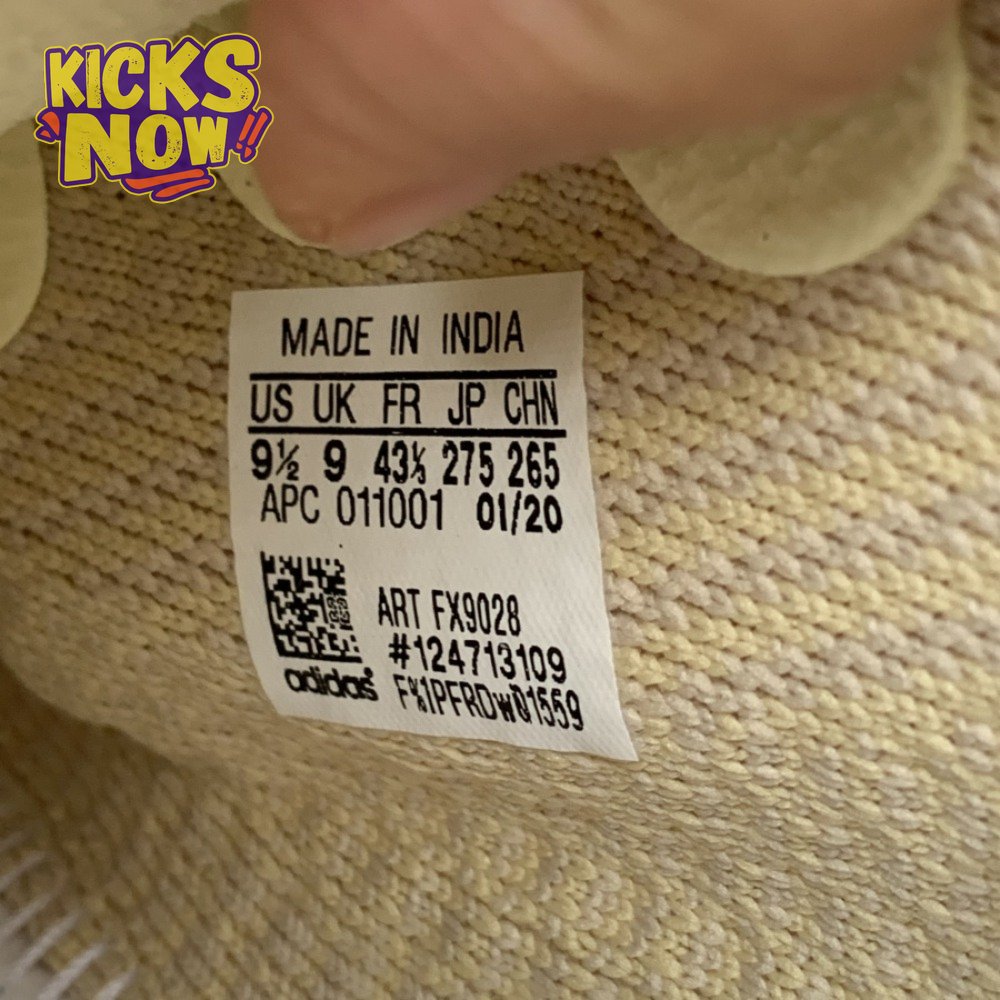 KICKS
NOW!!
MADE IN INDIA
US UK FR JP CHN
9½ 9 43⅓ 275 265
APC 011001 01/20
ART FX9028
#124713109
adidas